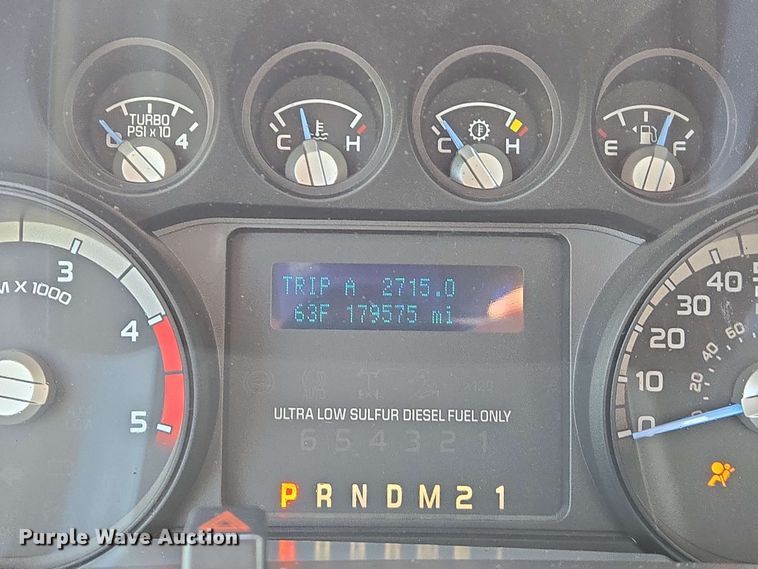 TURBO
PSI x 10
0 4
C H
C H
E F
M X 1000
3
4
5
TRIP A 2715.0
63F 179575 mi
ULTRA LOW SULFUR DIESEL FUEL ONLY
6 5 4 3 2 1
P R N D M 2 1
40
30
20
10
0
60
40
20
Purple Wave Auction